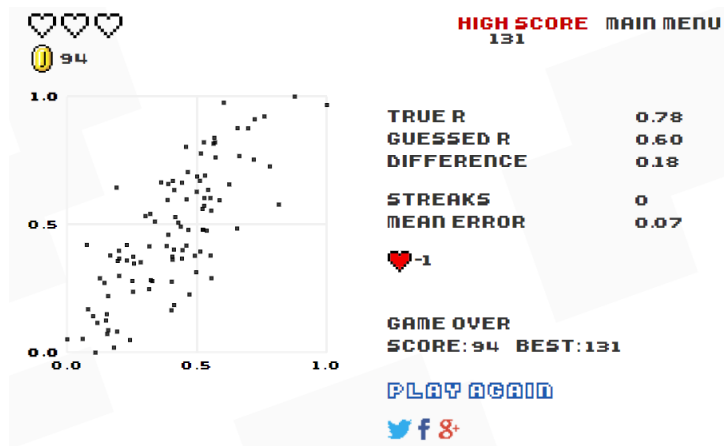 HIGH SCORE MAIN MENU
131
94
1.0
0.5
0.0
0.0 0.5 1.0
TRUE R 0.78
GUESSED R 0.60
DIFFERENCE 0.18
STREAKS 0
MEAN ERROR 0.07
-1
GAME OVER
SCORE:94 BEST:131
PLAY AGAIN